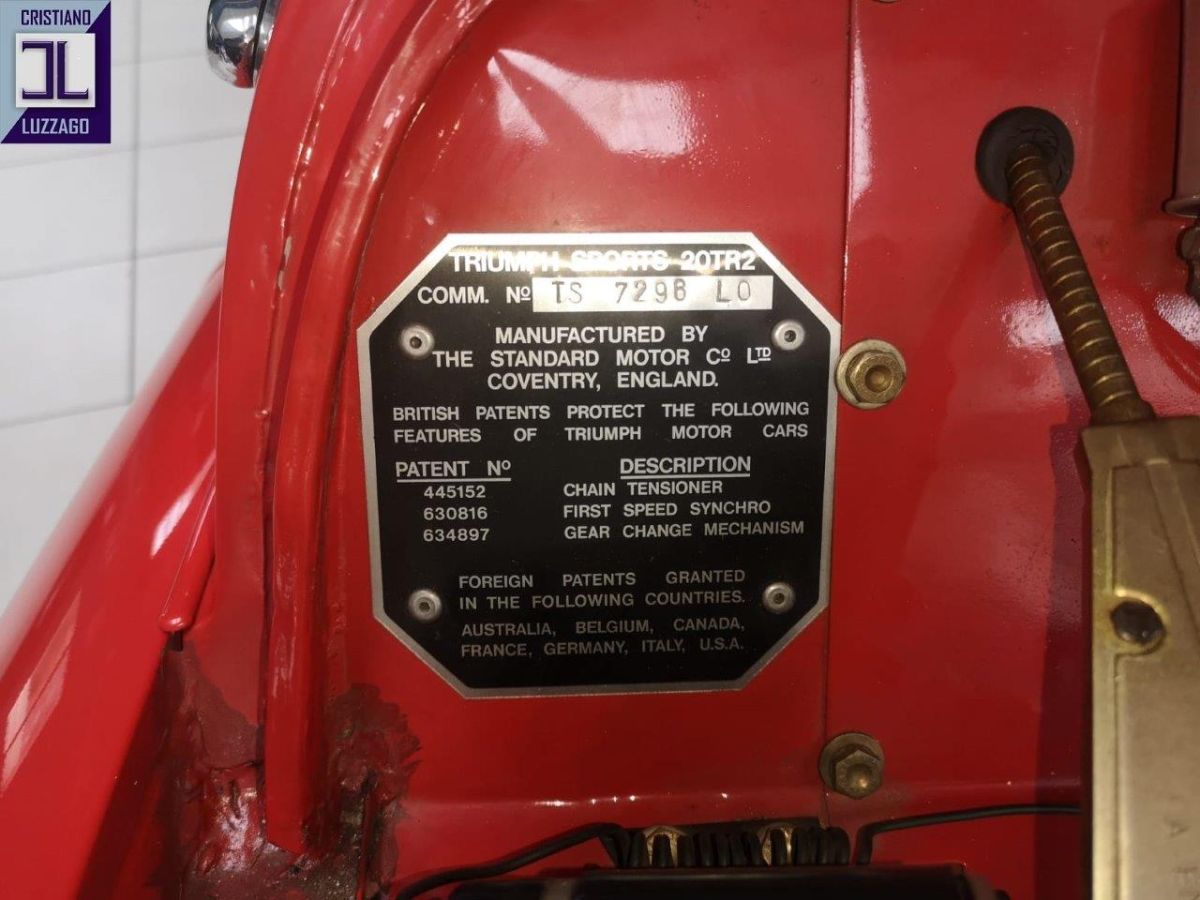 CRISTIANO
LUZZAGO
TRIUMPH SPORTS 20TR2
COMM. Nº TS 7296 LO
MANUFACTURED BY
THE STANDARD MOTOR Cº LTD
COVENTRY, ENGLAND.
BRITISH PATENTS PROTECT THE FOLLOWING
FEATURES OF TRIUMPH MOTOR CARS
PATENT Nº DESCRIPTION
445152 CHAIN TENSIONER
630816 FIRST SPEED SYNCHRO
634897 GEAR CHANGE MECHANISM
FOREIGN PATENTS GRANTED
IN THE FOLLOWING COUNTRIES.
AUSTRALIA, BELGIUM, CANADA,
FRANCE, GERMANY, ITALY, U.S.A.